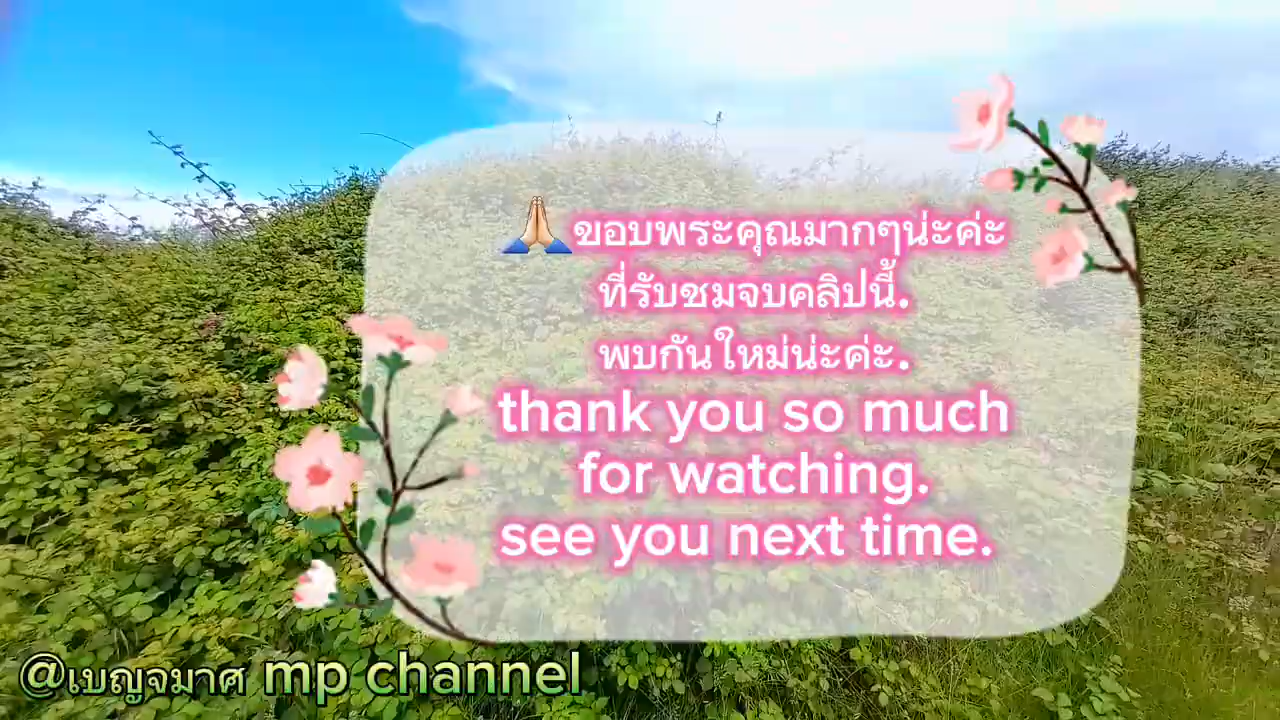 🙏ขอบพระคุณมากๆน่ะค่ะ
ที่รับชมจบคลิปนี้.
พบกันใหม่น่ะค่ะ.
thank you so much
for watching.
see you next time.
@เบญจมาศ mp channel